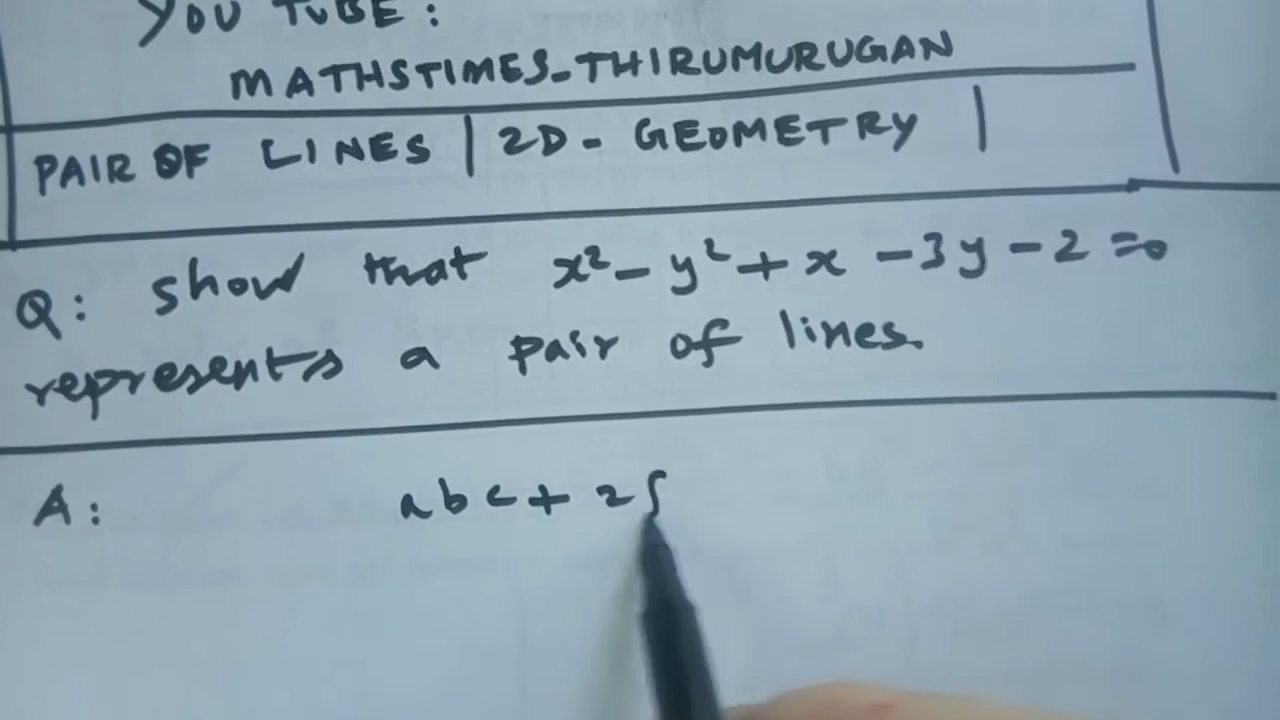 YOU TUBE:
MATHSTIMES-THIRUMURUGAN
PAIR OF LINES | 2D - GEOMETRY |
Q: show that x² - y² + x - 3y - 2 = 0
represents a pair of lines.
A: abc + 2f